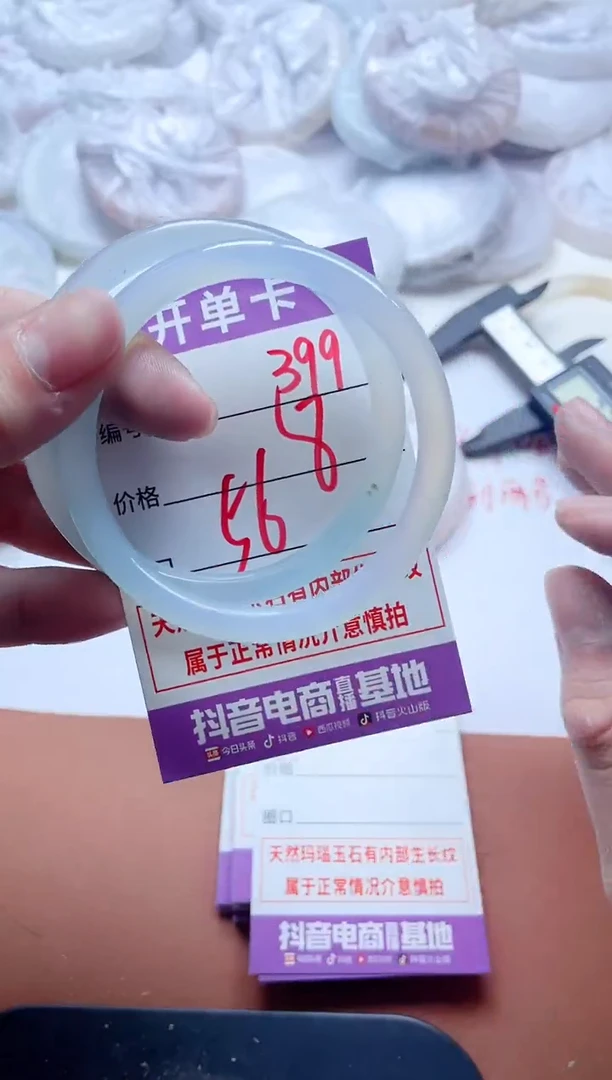 开单卡
399
编号
58
价格
56
天然玛瑙玉石有内部生长纹
属于正常情况介意慎拍
抖音电商直播基地
今日头条 抖音 西瓜视频 抖音火山版
圈口
天然玛瑙玉石有内部生长纹
属于正常情况介意慎拍
抖音电商直播基地